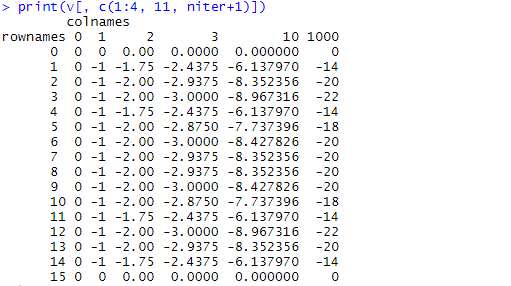 > print(v[, c(1:4, 11, niter+1)])
colnames
rownames 0 1 2 3 10 1000
0 0 0 0.00 0.0000 0.000000 0
1 0 -1 -1.75 -2.4375 -6.137970 -14
2 0 -1 -2.00 -2.9375 -8.352356 -20
3 0 -1 -2.00 -3.0000 -8.967316 -22
4 0 -1 -1.75 -2.4375 -6.137970 -14
5 0 -1 -2.00 -2.8750 -7.737396 -18
6 0 -1 -2.00 -3.0000 -8.427826 -20
7 0 -1 -2.00 -2.9375 -8.352356 -20
8 0 -1 -2.00 -2.9375 -8.352356 -20
9 0 -1 -2.00 -3.0000 -8.427826 -20
10 0 -1 -2.00 -2.8750 -7.737396 -18
11 0 -1 -1.75 -2.4375 -6.137970 -14
12 0 -1 -2.00 -3.0000 -8.967316 -22
13 0 -1 -2.00 -2.9375 -8.352356 -20
14 0 -1 -1.75 -2.4375 -6.137970 -14
15 0 0 0.00 0.0000 0.000000 0